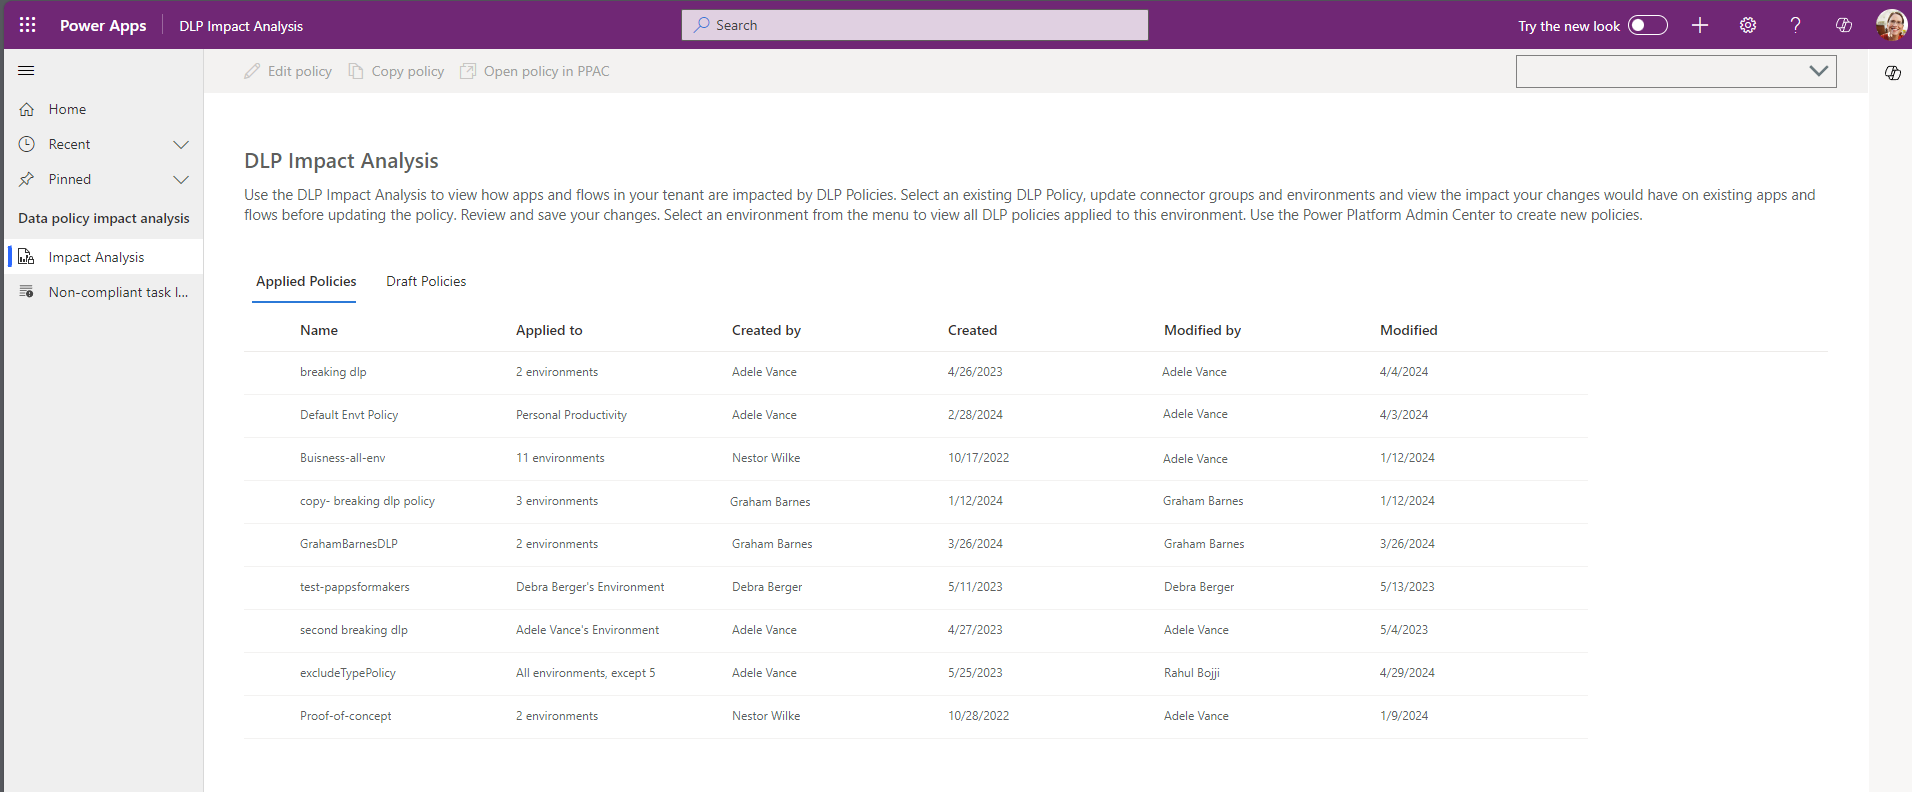 Power Apps DLP Impact Analysis Search Try the new look
Edit policy Copy policy Open policy in PPAC
Home
Recent
Pinned
Data policy impact analysis
Impact Analysis
Non-compliant task l...
DLP Impact Analysis
Use the DLP Impact Analysis to view how apps and flows in your tenant are impacted by DLP Policies. Select an existing DLP Policy, update connector groups and environments and view the impact your changes would have on existing apps and
flows before updating the policy. Review and save your changes. Select an environment from the menu to view all DLP policies applied to this environment. Use the Power Platform Admin Center to create new policies.
Applied Policies Draft Policies
Name Applied to Created by Created Modified by Modified
breaking dlp 2 environments Adele Vance 4/26/2023 Adele Vance 4/4/2024
Default Envt Policy Personal Productivity Adele Vance 2/28/2024 Adele Vance 4/3/2024
Buisness-all-env 11 environments Nestor Wilke 10/17/2022 Adele Vance 1/12/2024
copy- breaking dlp policy 3 environments Graham Barnes 1/12/2024 Graham Barnes 1/12/2024
GrahamBarnesDLP 2 environments Graham Barnes 3/26/2024 Graham Barnes 3/26/2024
test-pappsformakers Debra Berger's Environment Debra Berger 5/11/2023 Debra Berger 5/13/2023
second breaking dlp Adele Vance's Environment Adele Vance 4/27/2023 Adele Vance 5/4/2023
excludeTypePolicy All environments, except 5 Adele Vance 5/25/2023 Rahul Bojji 4/29/2024
Proof-of-concept 2 environments Nestor Wilke 10/28/2022 Adele Vance 1/9/2024